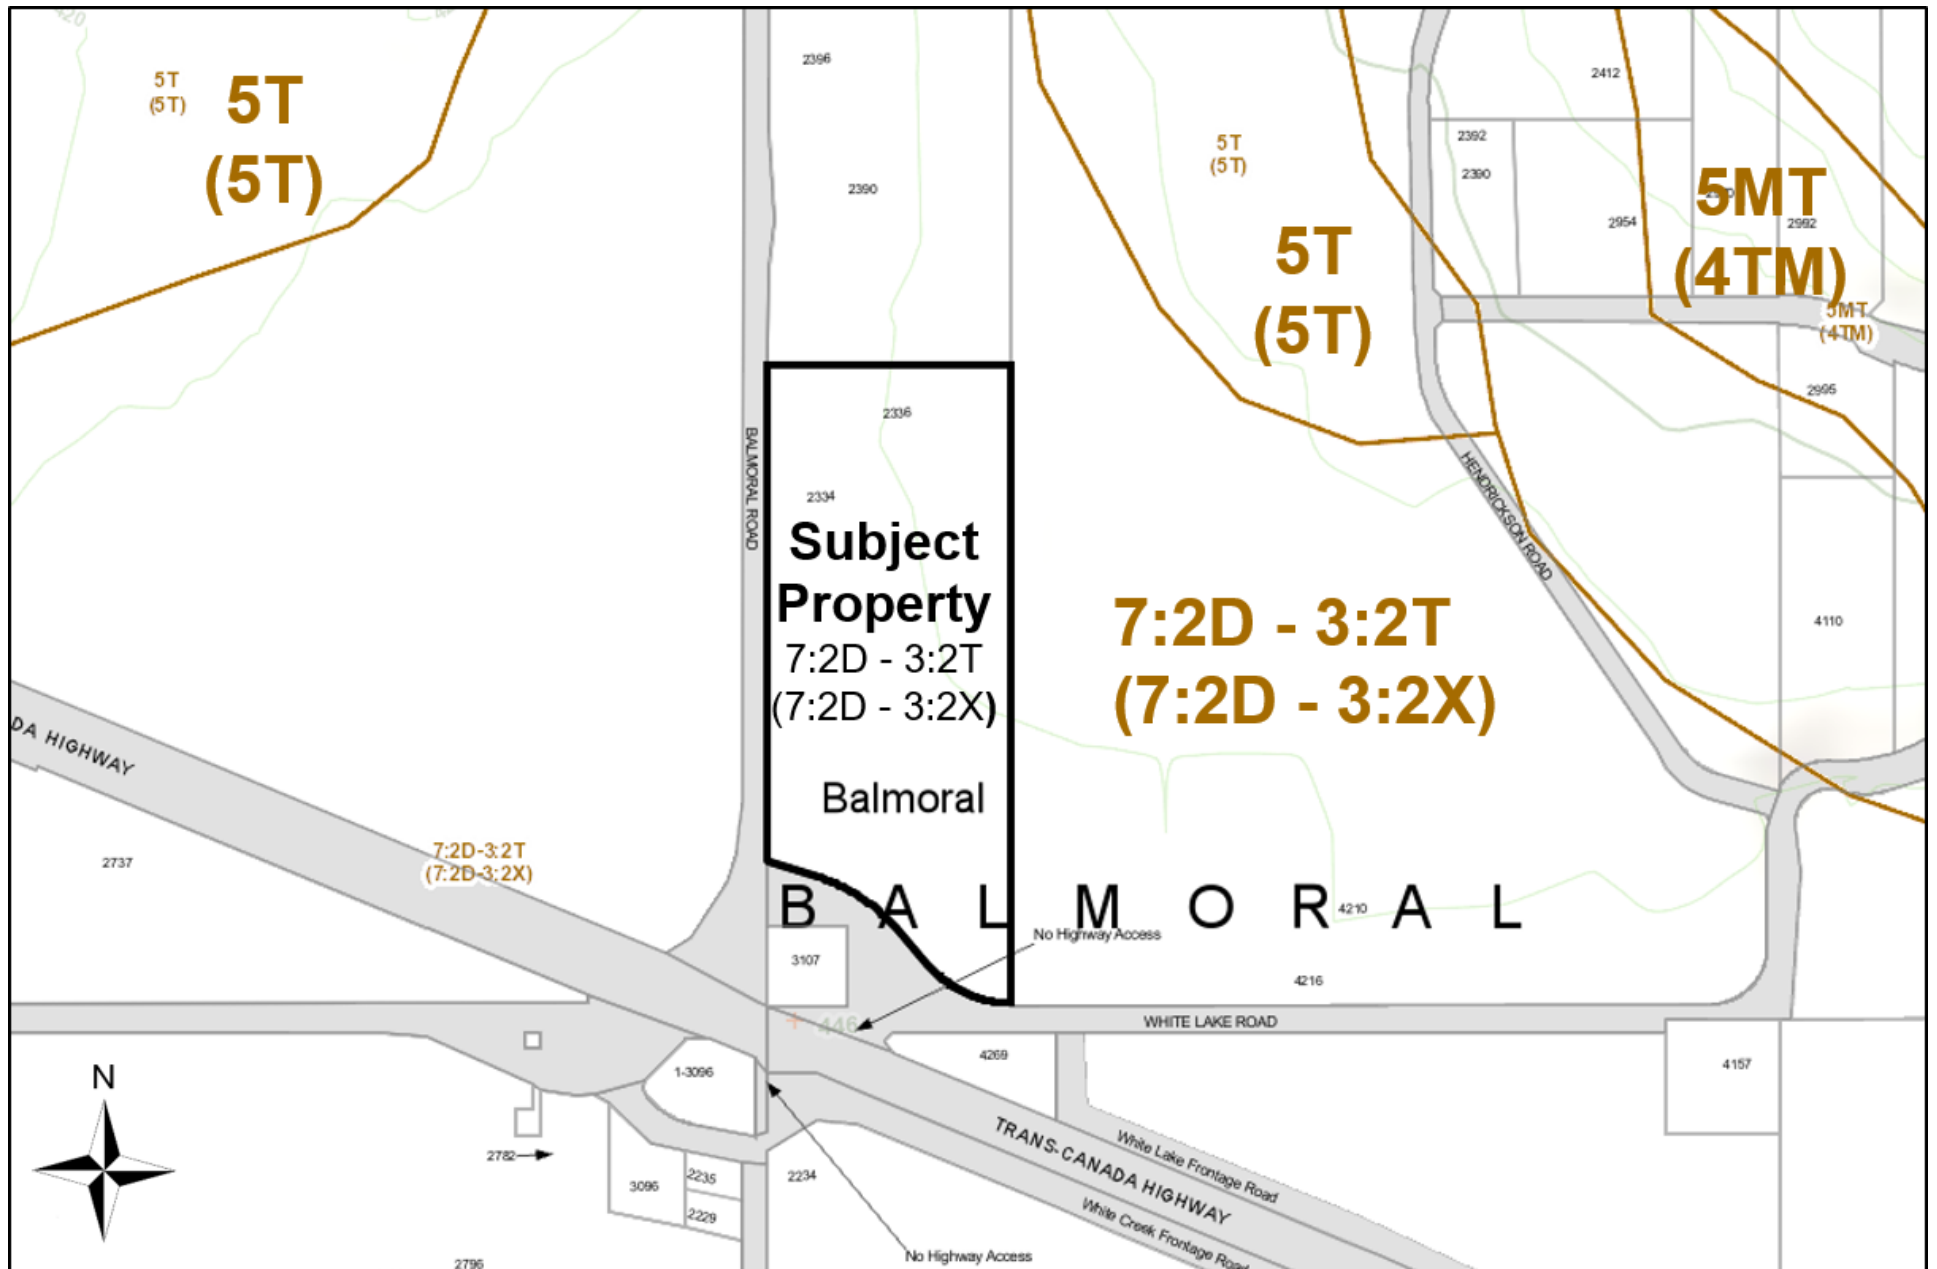 420
5T
(5T)
5T
(5T)
2396
2390
5T
(5T)
5T
(5T)
2412
2392
2390
2954
2992
5MT
(4TM)
5MT
(4TM)
2995
4110
BALMORAL ROAD
HENDRICKSON ROAD
2336
2334
Subject
Property
7:2D - 3:2T
(7:2D - 3:2X)
Balmoral
7:2D - 3:2T
(7:2D - 3:2X)
DA HIGHWAY
2737
7:2D-3:2T
(7:2D-3:2X)
BALMORAL
4210
No Highway Access
3107
4216
446
WHITE LAKE ROAD
4269
4157
1-3096
N
2782
3096
2235
2229
2234
2796
TRANS-CANADA HIGHWAY
White Lake Frontage Road
White Creek Frontage Road
No Highway Access